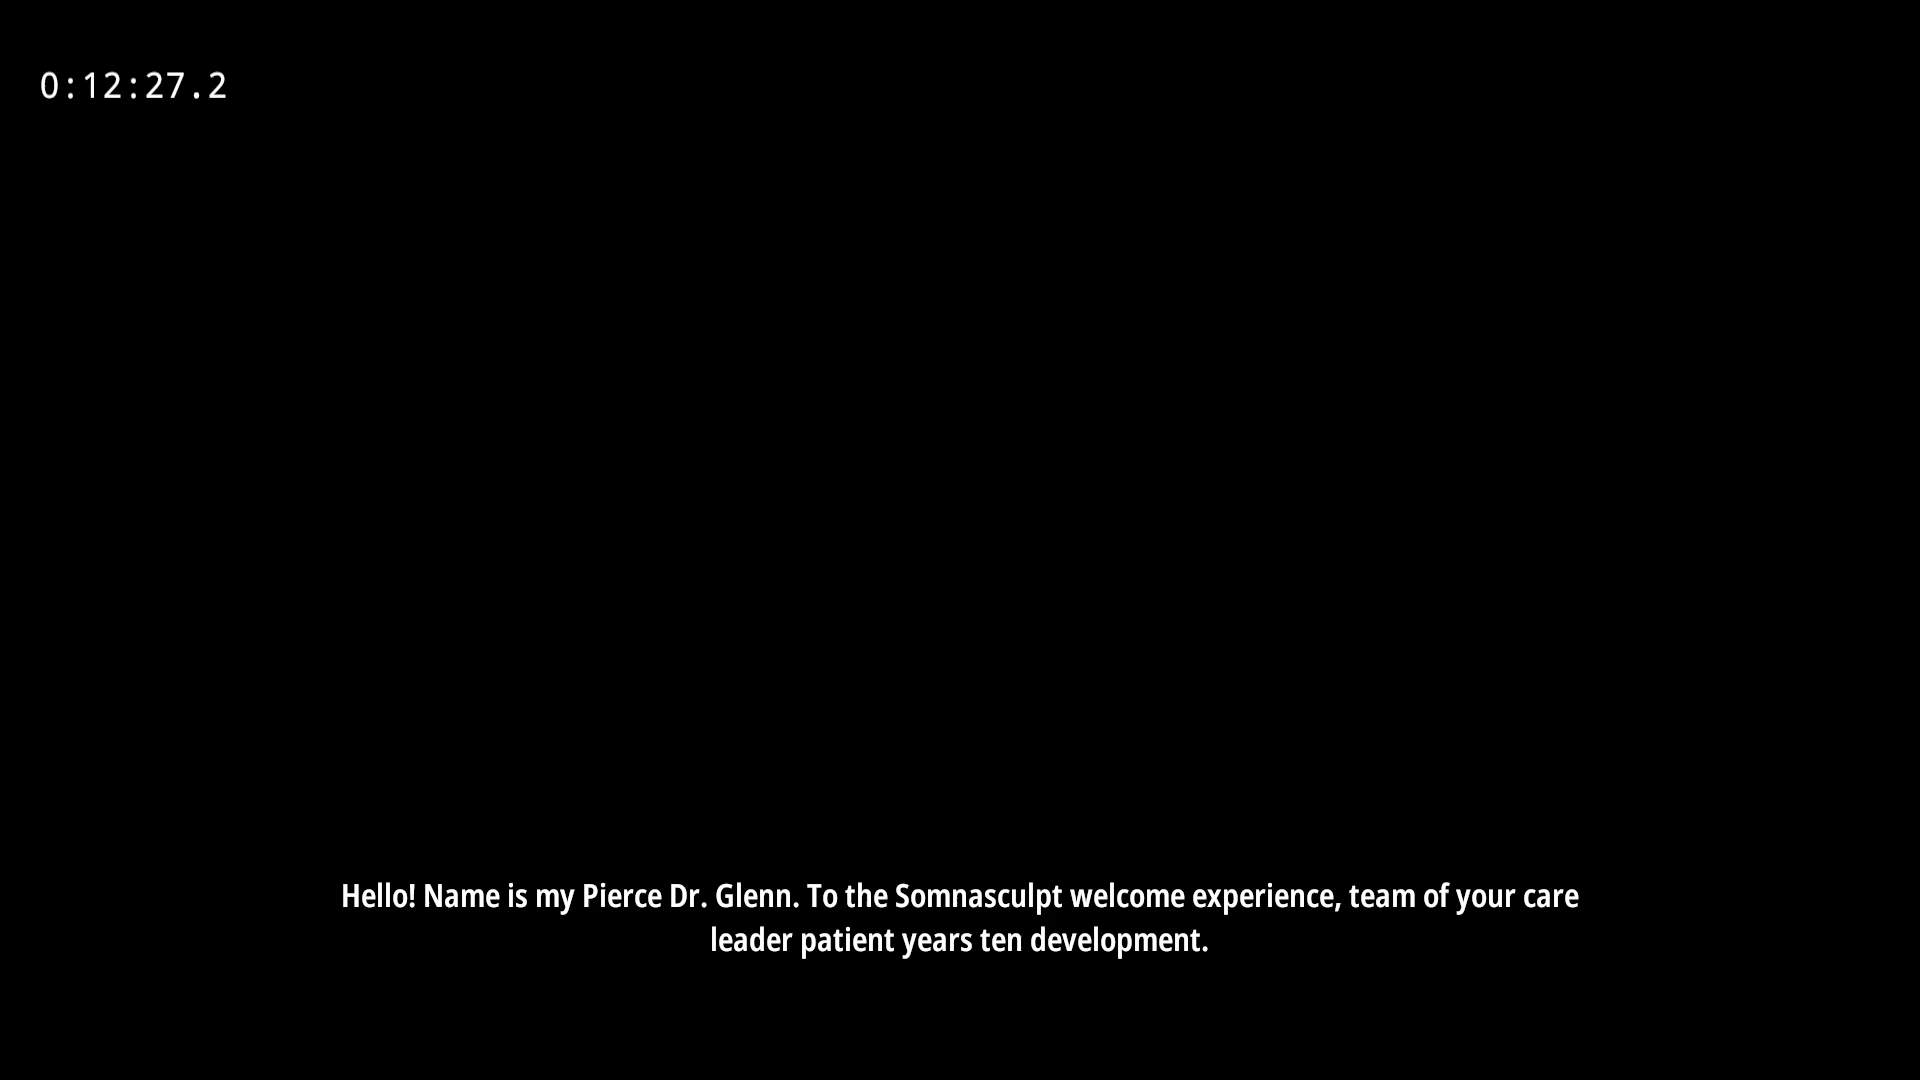 0:12:27.2
Hello! Name is my Pierce Dr. Glenn. To the Somnasculpt welcome experience, team of your care
leader patient years ten development.